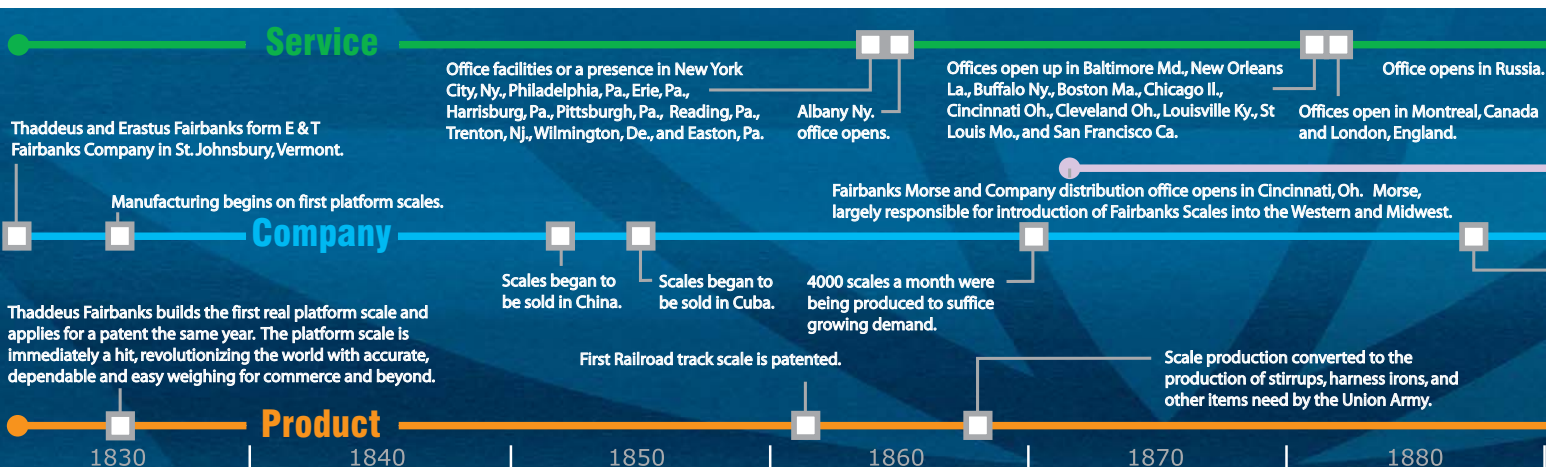 Service
Office facilities or a presence in New York
City, Ny., Philadelphia, Pa., Erie, Pa.,
Harrisburg, Pa., Pittsburgh, Pa., Reading, Pa.,
Trenton, Nj., Wilmington, De., and Easton, Pa.
Albany Ny.
office opens.
Offices open up in Baltimore Md., New Orleans
La., Buffalo Ny., Boston Ma., Chicago Il.,
Cincinnati Oh., Cleveland Oh., Louisville Ky., St
Louis Mo., and San Francisco Ca.
Office opens in Russia.
Offices open in Montreal, Canada
and London, England.
Thaddeus and Erastus Fairbanks form E & T
Fairbanks Company in St. Johnsbury, Vermont.
Manufacturing begins on first platform scales.
Fairbanks Morse and Company distribution office opens in Cincinnati, Oh. Morse,
largely responsible for introduction of Fairbanks Scales into the Western and Midwest.
Company
Scales began to
be sold in China.
Scales began to
be sold in Cuba.
4000 scales a month were
being produced to suffice
growing demand.
Thaddeus Fairbanks builds the first real platform scale and
applies for a patent the same year. The platform scale is
immediately a hit, revolutionizing the world with accurate,
dependable and easy weighing for commerce and beyond.
First Railroad track scale is patented.
Scale production converted to the
production of stirrups, harness irons, and
other items need by the Union Army.
Product
1830
1840
1850
1860
1870
1880